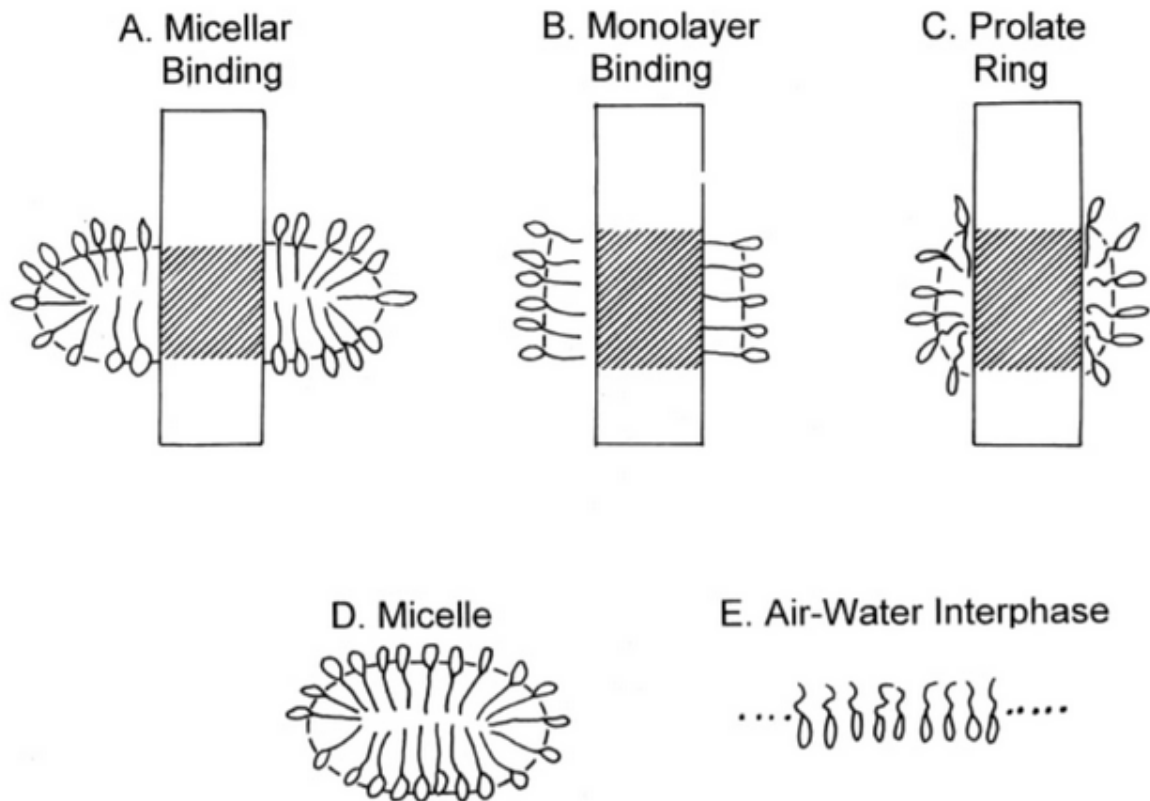 A. Micellar
Binding
B. Monolayer
Binding
C. Prolate
Ring
D. Micelle
E. Air-Water Interphase